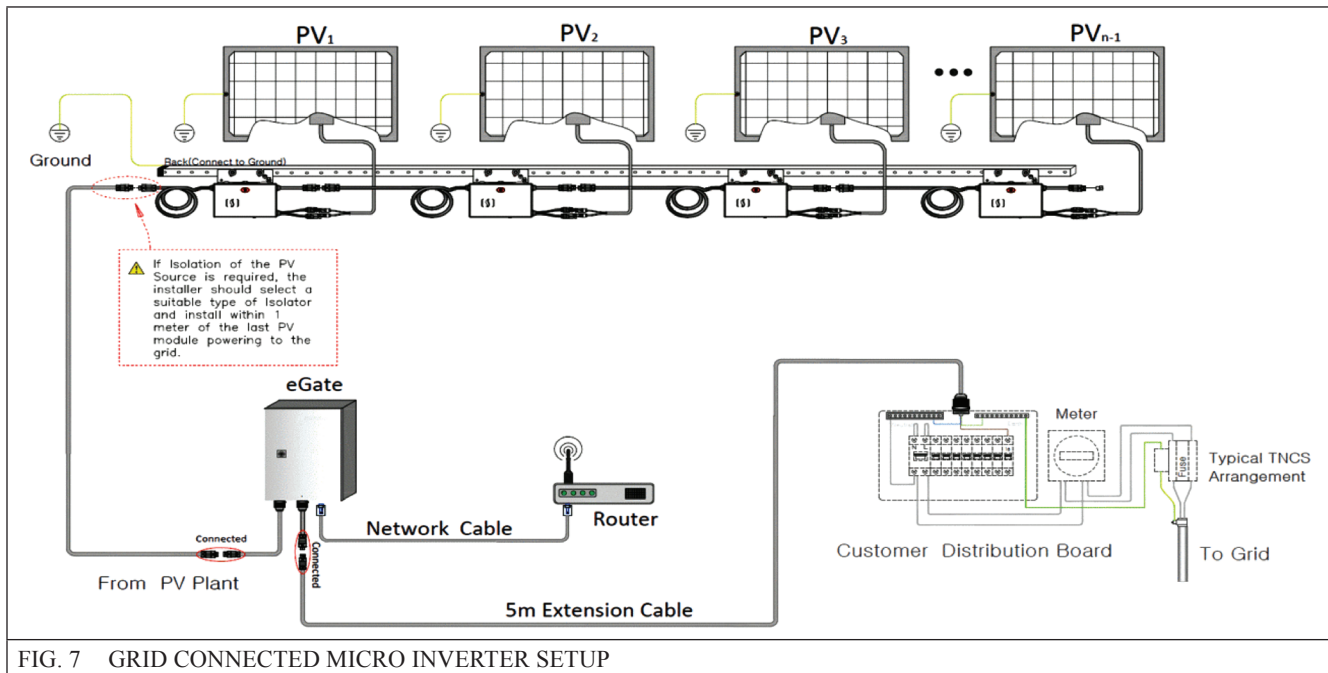 PV1
PV2
PV3
PVn-1
Ground
Rack(Connect to Ground)
If Isolation of the PV
Source is required, the
installer should select a
suitable type of Isolator
and install within 1
meter of the last PV
module powering to the
grid.
eGate
Meter
Fuse
Typical TNCS
Arrangement
Network Cable
Router
Connected
Connected
Customer Distribution Board
To Grid
From PV Plant
5m Extension Cable
FIG. 7 GRID CONNECTED MICRO INVERTER SETUP